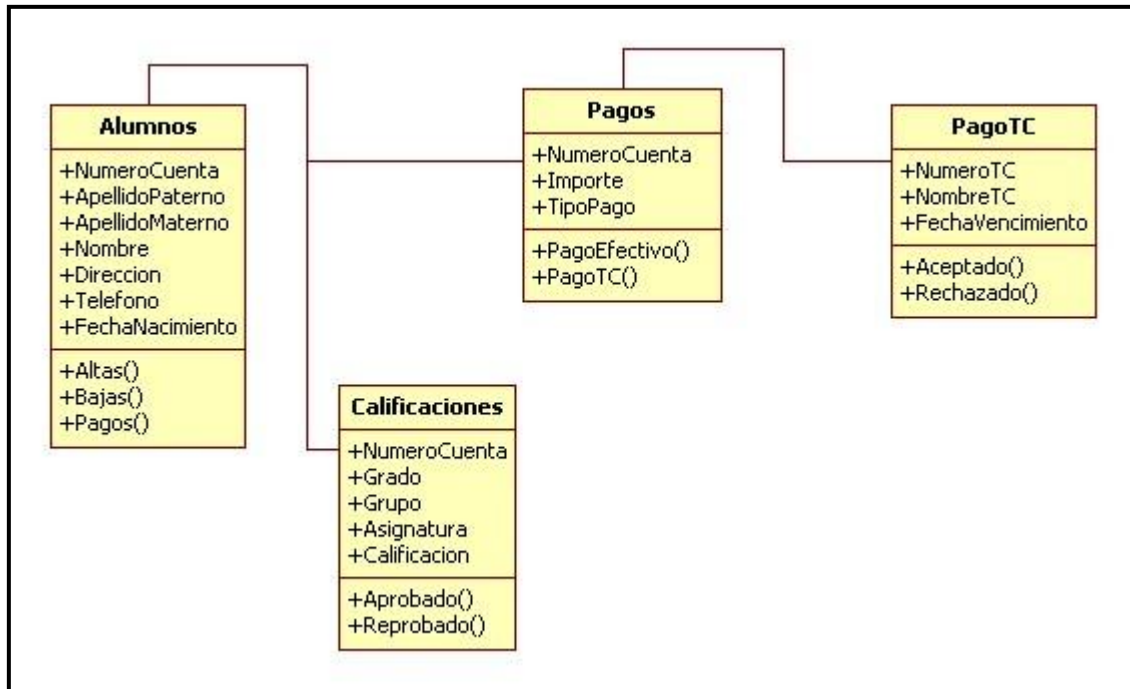 Alumnos
+NumeroCuenta
+ApellidoPaterno
+ApellidoMaterno
+Nombre
+Direccion
+Telefono
+FechaNacimiento
+Altas()
+Bajas()
+Pagos()
Pagos
+NumeroCuenta
+Importe
+TipoPago
+PagoEfectivo()
+PagoTC()
PagoTC
+NumeroTC
+NombreTC
+FechaVencimiento
+Aceptado()
+Rechazado()
Calificaciones
+NumeroCuenta
+Grado
+Grupo
+Asignatura
+Calificacion
+Aprobado()
+Reprobado()